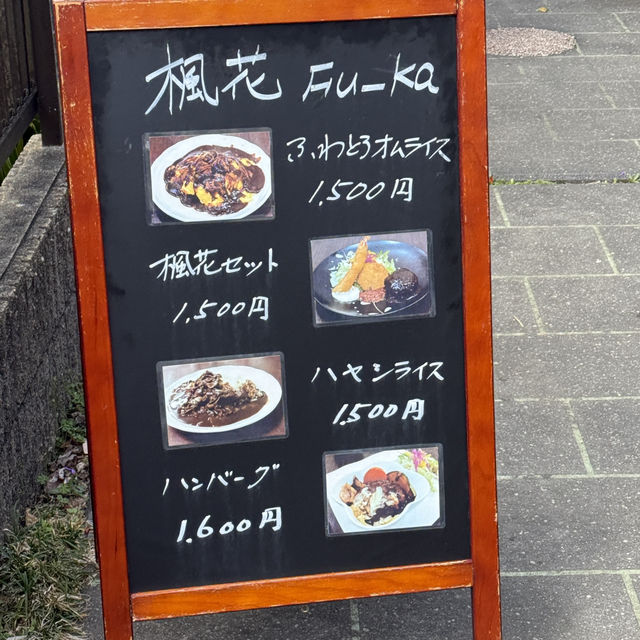 楓花 Fu-ka
ふわとろオムライス
1,500円
楓花セット
1,500円
ハヤシライス
1.500円
ハンバーグ
1.600円